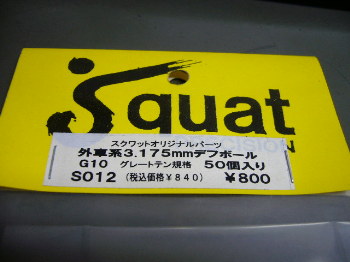 Squat
スクワットオリジナルパーツ
外車系3.175mmデフボール
G10 グレートテン規格 50個入り
S012 (税込価格¥840) ¥800